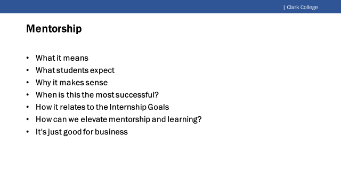 | Clark College
Mentorship
• What it means
• What students expect
• Why it makes sense
• When is this the most successful?
• How it relates to the Internship Goals
• How can we elevate mentorship and learning?
• It's just good for business